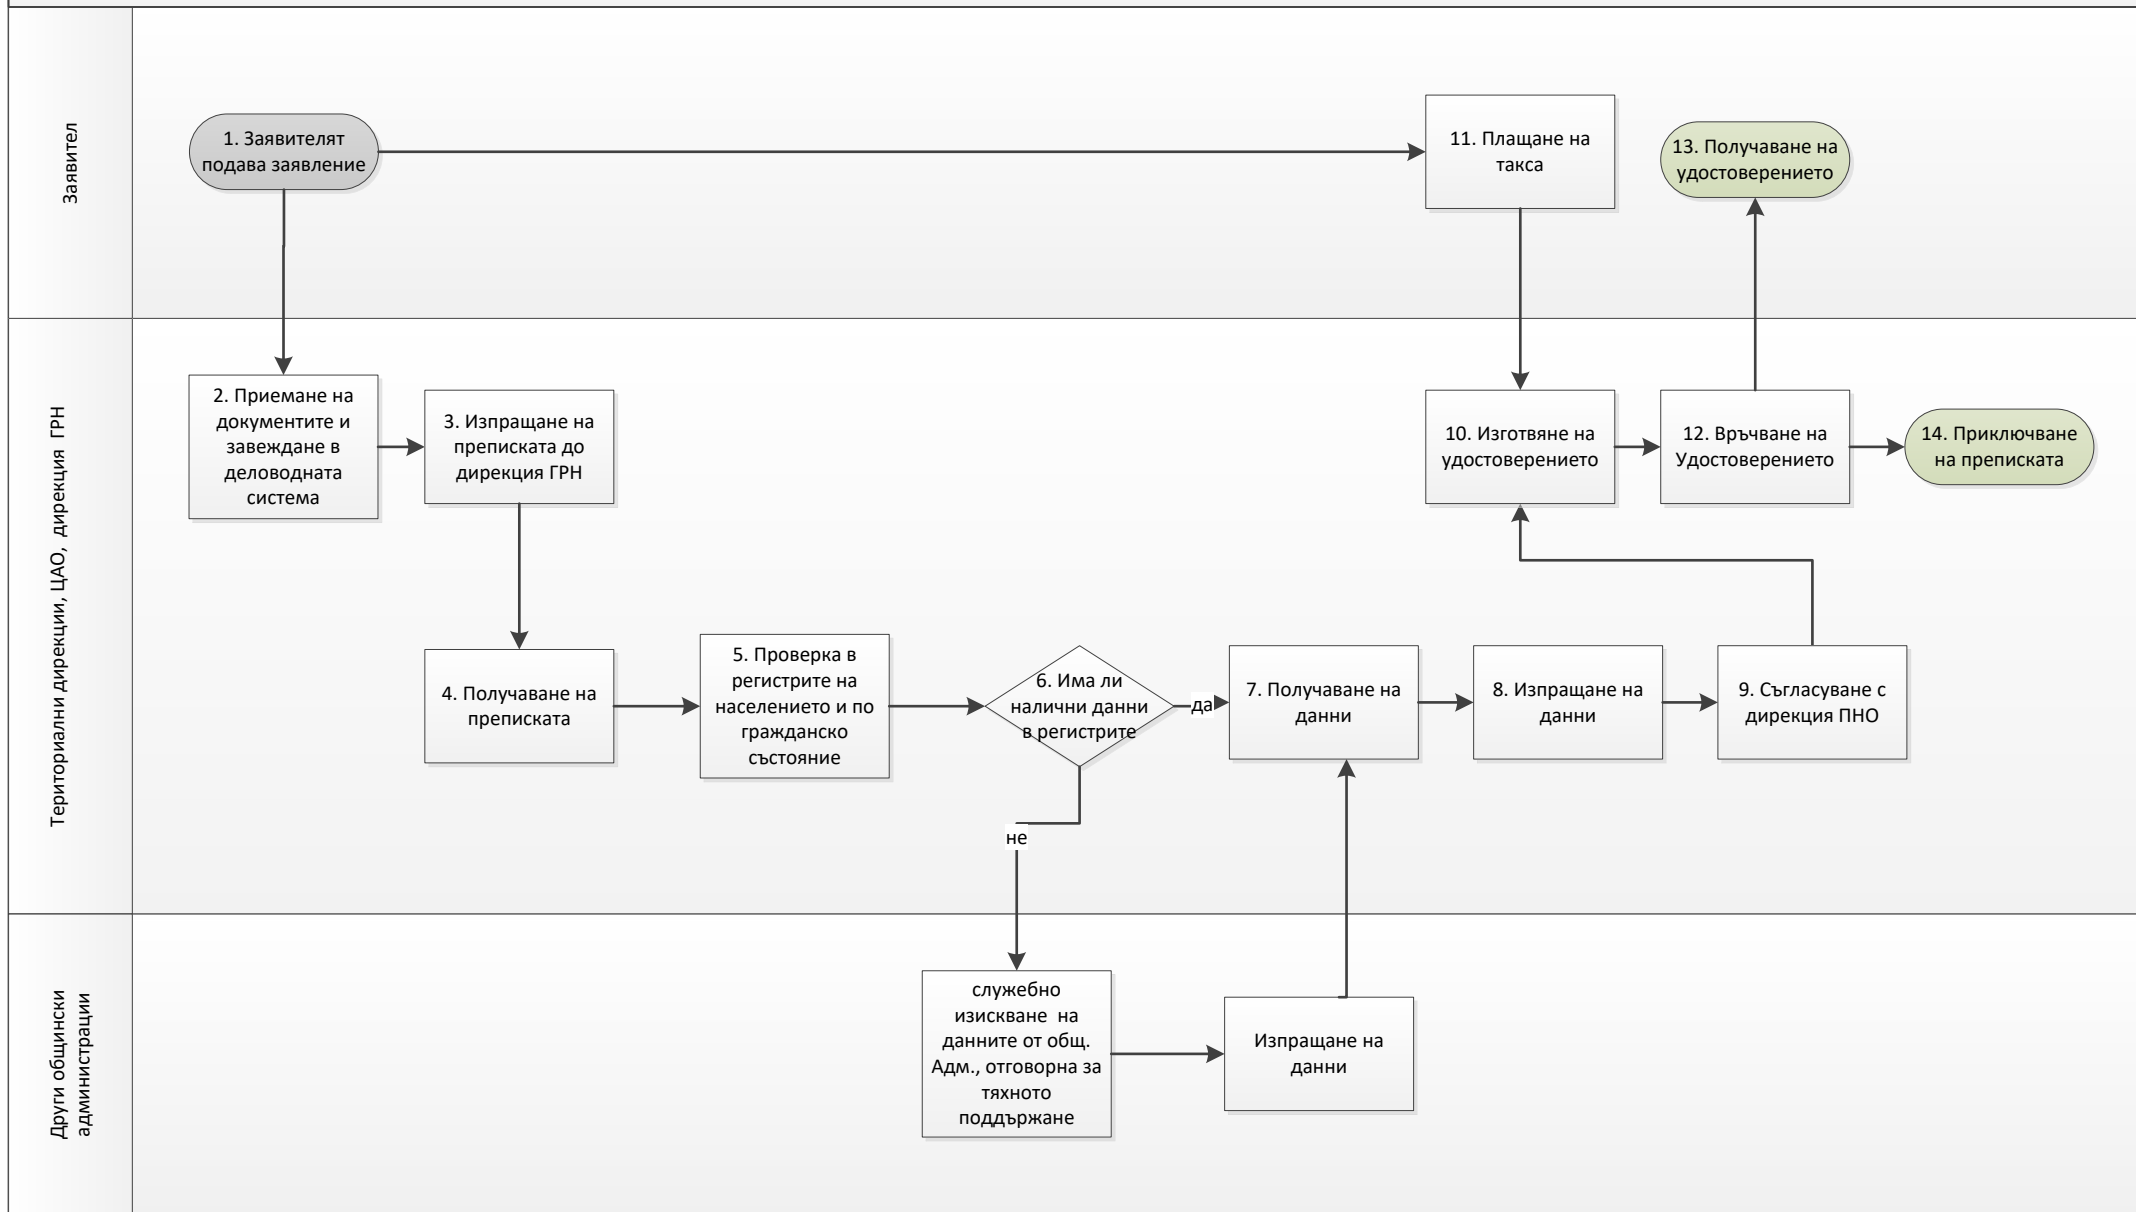 Заявител
1. Заявителят
подава заявление
11. Плащане на
такса
13. Получаване на
удостоверението
Териториални дирекции, ЦАО, дирекция ГРН
2. Приемане на
документите и
завеждане в
деловодната
система
3. Изпращане на
преписката до
дирекция ГРН
10. Изготвяне на
удостоверението
12. Връчване на
Удостоверението
14. Приключване
на преписката
4. Получаване на
преписката
5. Проверка в
регистрите на
населението и по
гражданско
състояние
6. Има ли
налични данни
в регистрите
да
7. Получаване на
данни
8. Изпращане на
данни
9. Съгласуване с
дирекция ПНО
не
Други общински
администрации
служебно
изискване на
данните от общ.
Адм., отговорна за
тяхното
поддържане
Изпращане на
данни